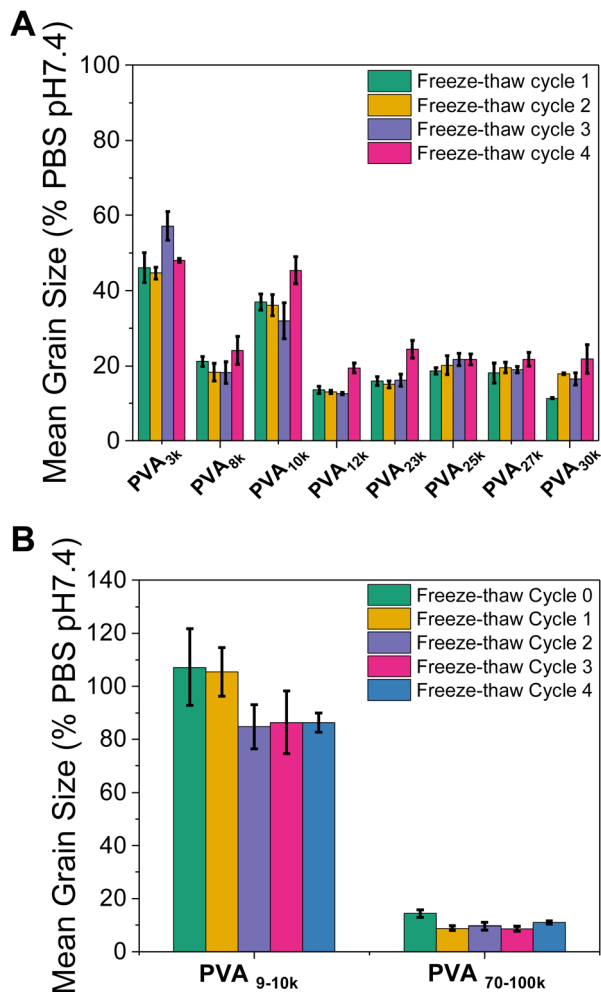 A
Mean Grain Size (% PBS pH7.4)
100
80
60
40
20
0
Freeze-thaw cycle 1
Freeze-thaw cycle 2
Freeze-thaw cycle 3
Freeze-thaw cycle 4
PVA3k
PVA8k
PVA10k
PVA12k
PVA23k
PVA25k
PVA27k
PVA30k
B
Mean Grain Size (% PBS pH7.4)
140
120
100
80
60
40
20
0
Freeze-thaw Cycle 0
Freeze-thaw Cycle 1
Freeze-thaw Cycle 2
Freeze-thaw Cycle 3
Freeze-thaw Cycle 4
PVA 9-10k
PVA 70-100k